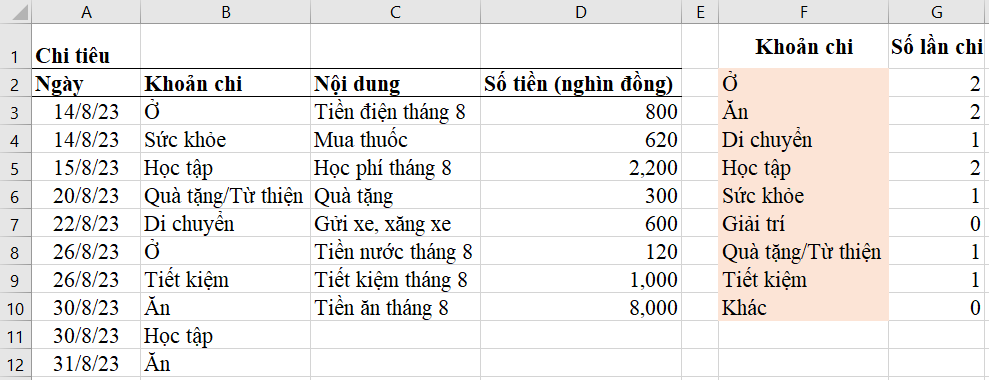 A B C D E F G
1 Chi tiêu Khoản chi Số lần chi
2 Ngày Khoản chi Nội dung Số tiền (nghìn đồng) Ở 2
3 14/8/23 Ở Tiền điện tháng 8 800 Ăn 2
4 14/8/23 Sức khỏe Mua thuốc 620 Di chuyển 1
5 15/8/23 Học tập Học phí tháng 8 2,200 Học tập 2
6 20/8/23 Quà tặng/Từ thiện Quà tặng 300 Sức khỏe 1
7 22/8/23 Di chuyển Gửi xe, xăng xe 600 Giải trí 0
8 26/8/23 Ở Tiền nước tháng 8 120 Quà tặng/Từ thiện 1
9 26/8/23 Tiết kiệm Tiết kiệm tháng 8 1,000 Tiết kiệm 1
10 30/8/23 Ăn Tiền ăn tháng 8 8,000 Khác 0
11 30/8/23 Học tập
12 31/8/23 Ăn